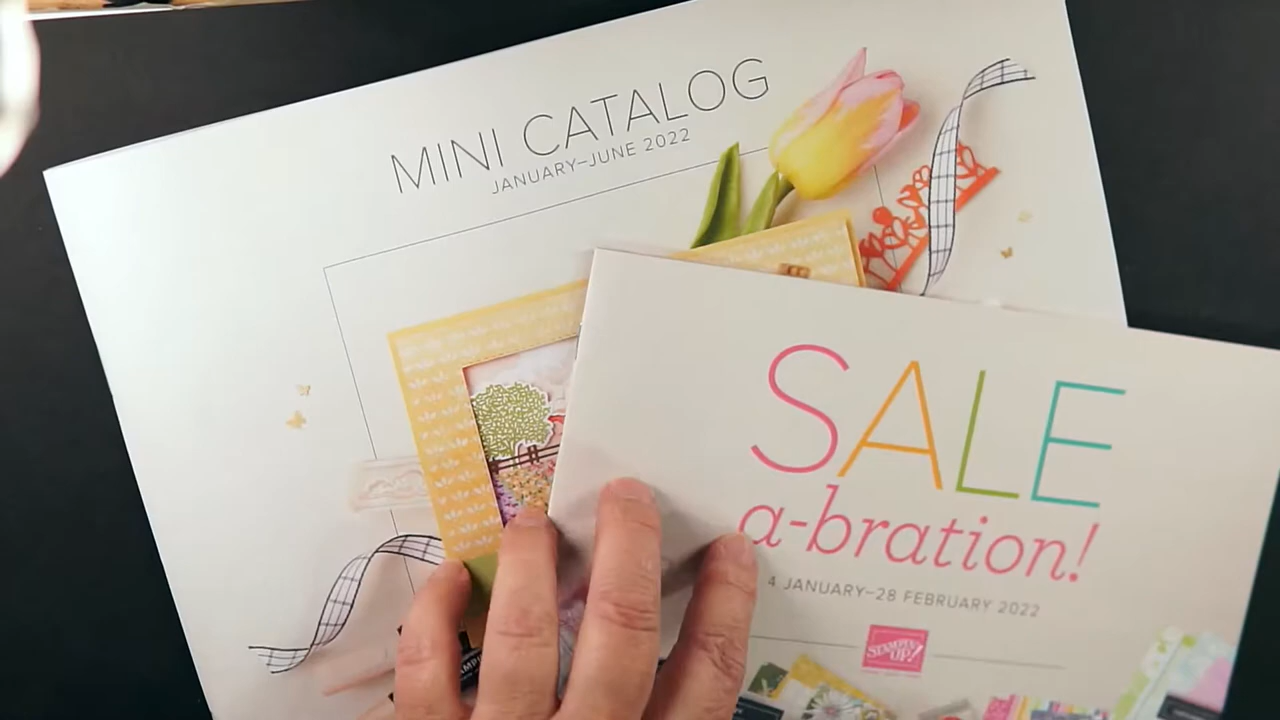 MINI CATALOG
JANUARY–JUNE 2022
SALE
a-bration!
4 JANUARY–28 FEBRUARY 2022
STAMPIN' UP!